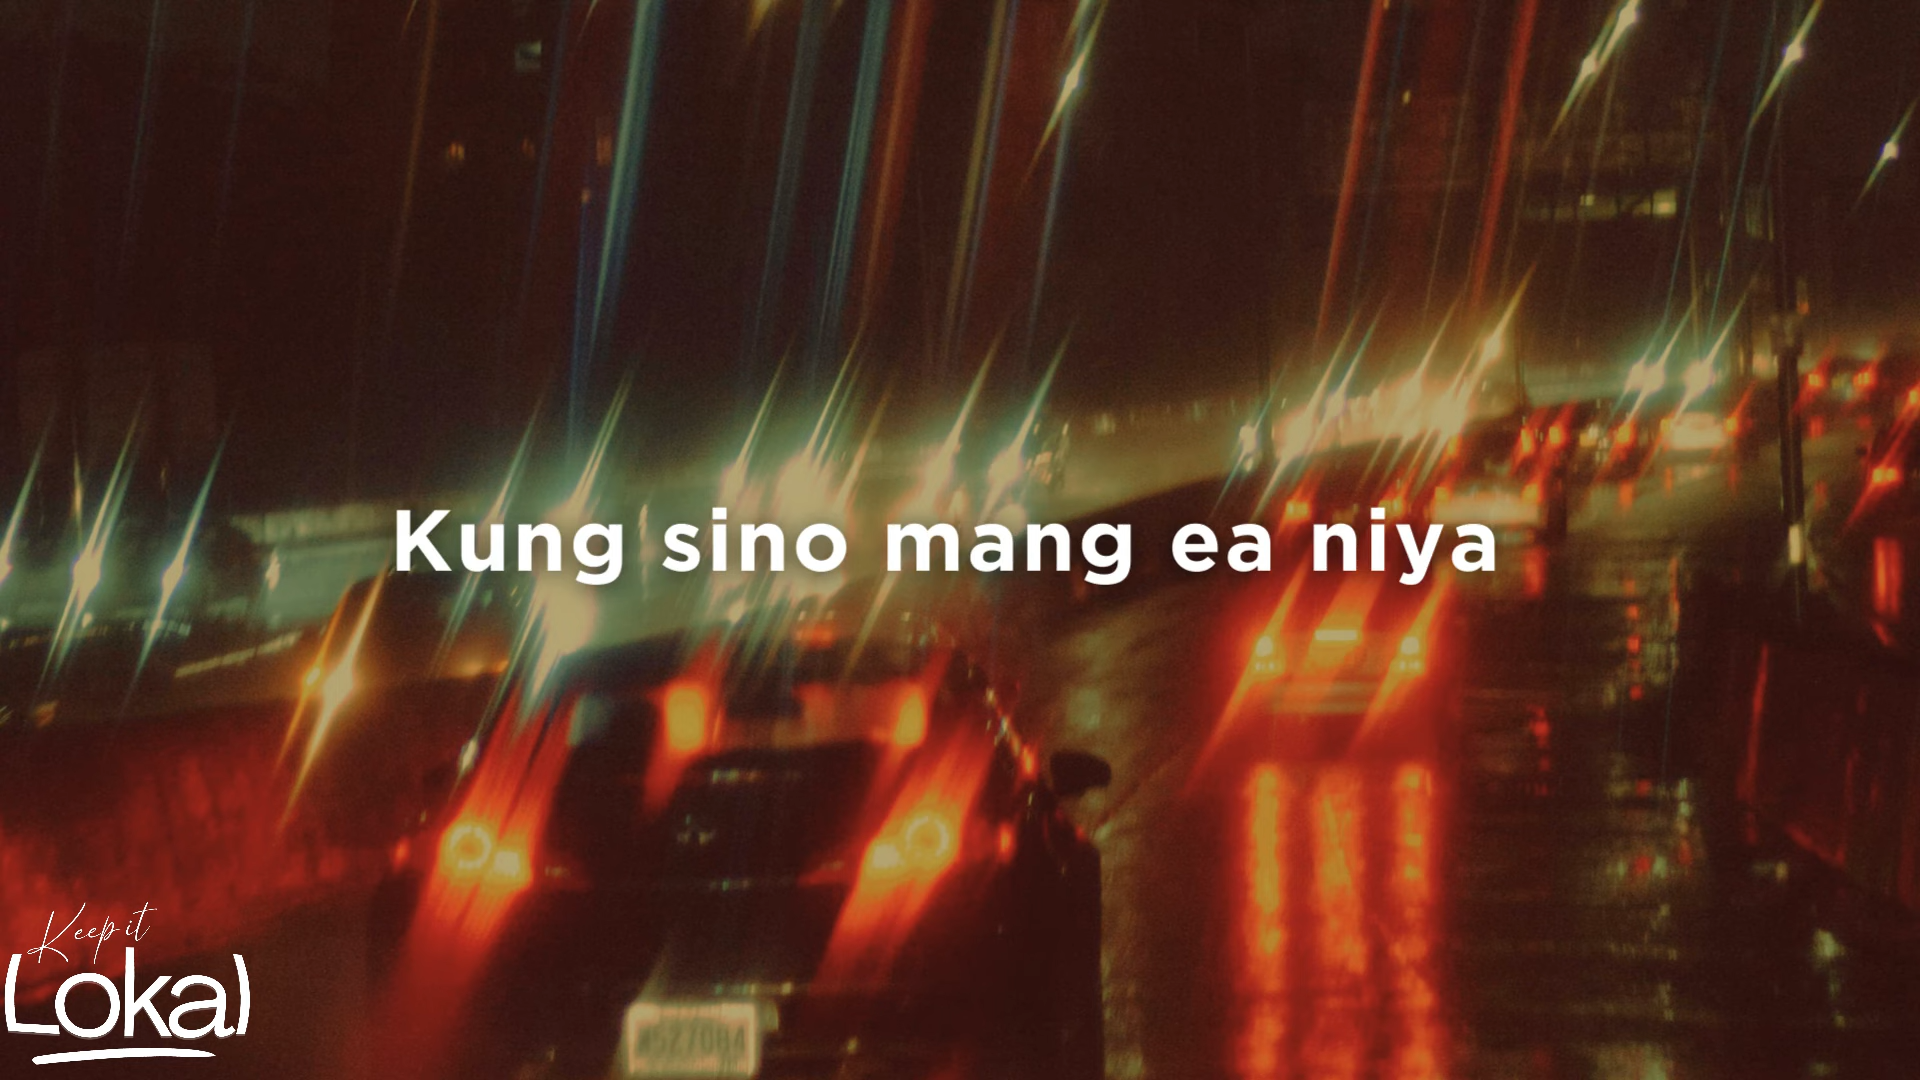 Kung sino mang ea niya
Keep it
Lokal